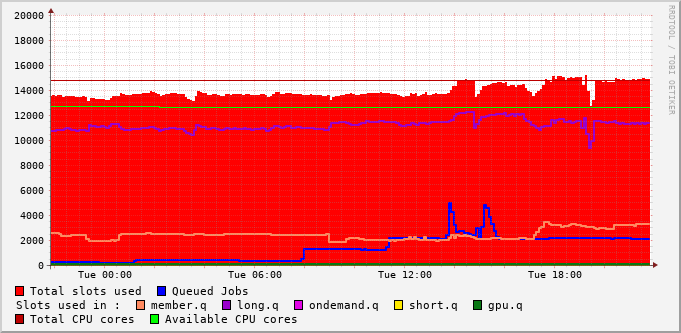 20000
18000
16000
14000
12000
10000
8000
6000
4000
2000
0
Tue 00:00 Tue 06:00 Tue 12:00 Tue 18:00
RRDTOOL / TOBI OETIKER
Total slots used Queued Jobs
Slots used in : member.q long.q ondemand.q short.q gpu.q
Total CPU cores Available CPU cores